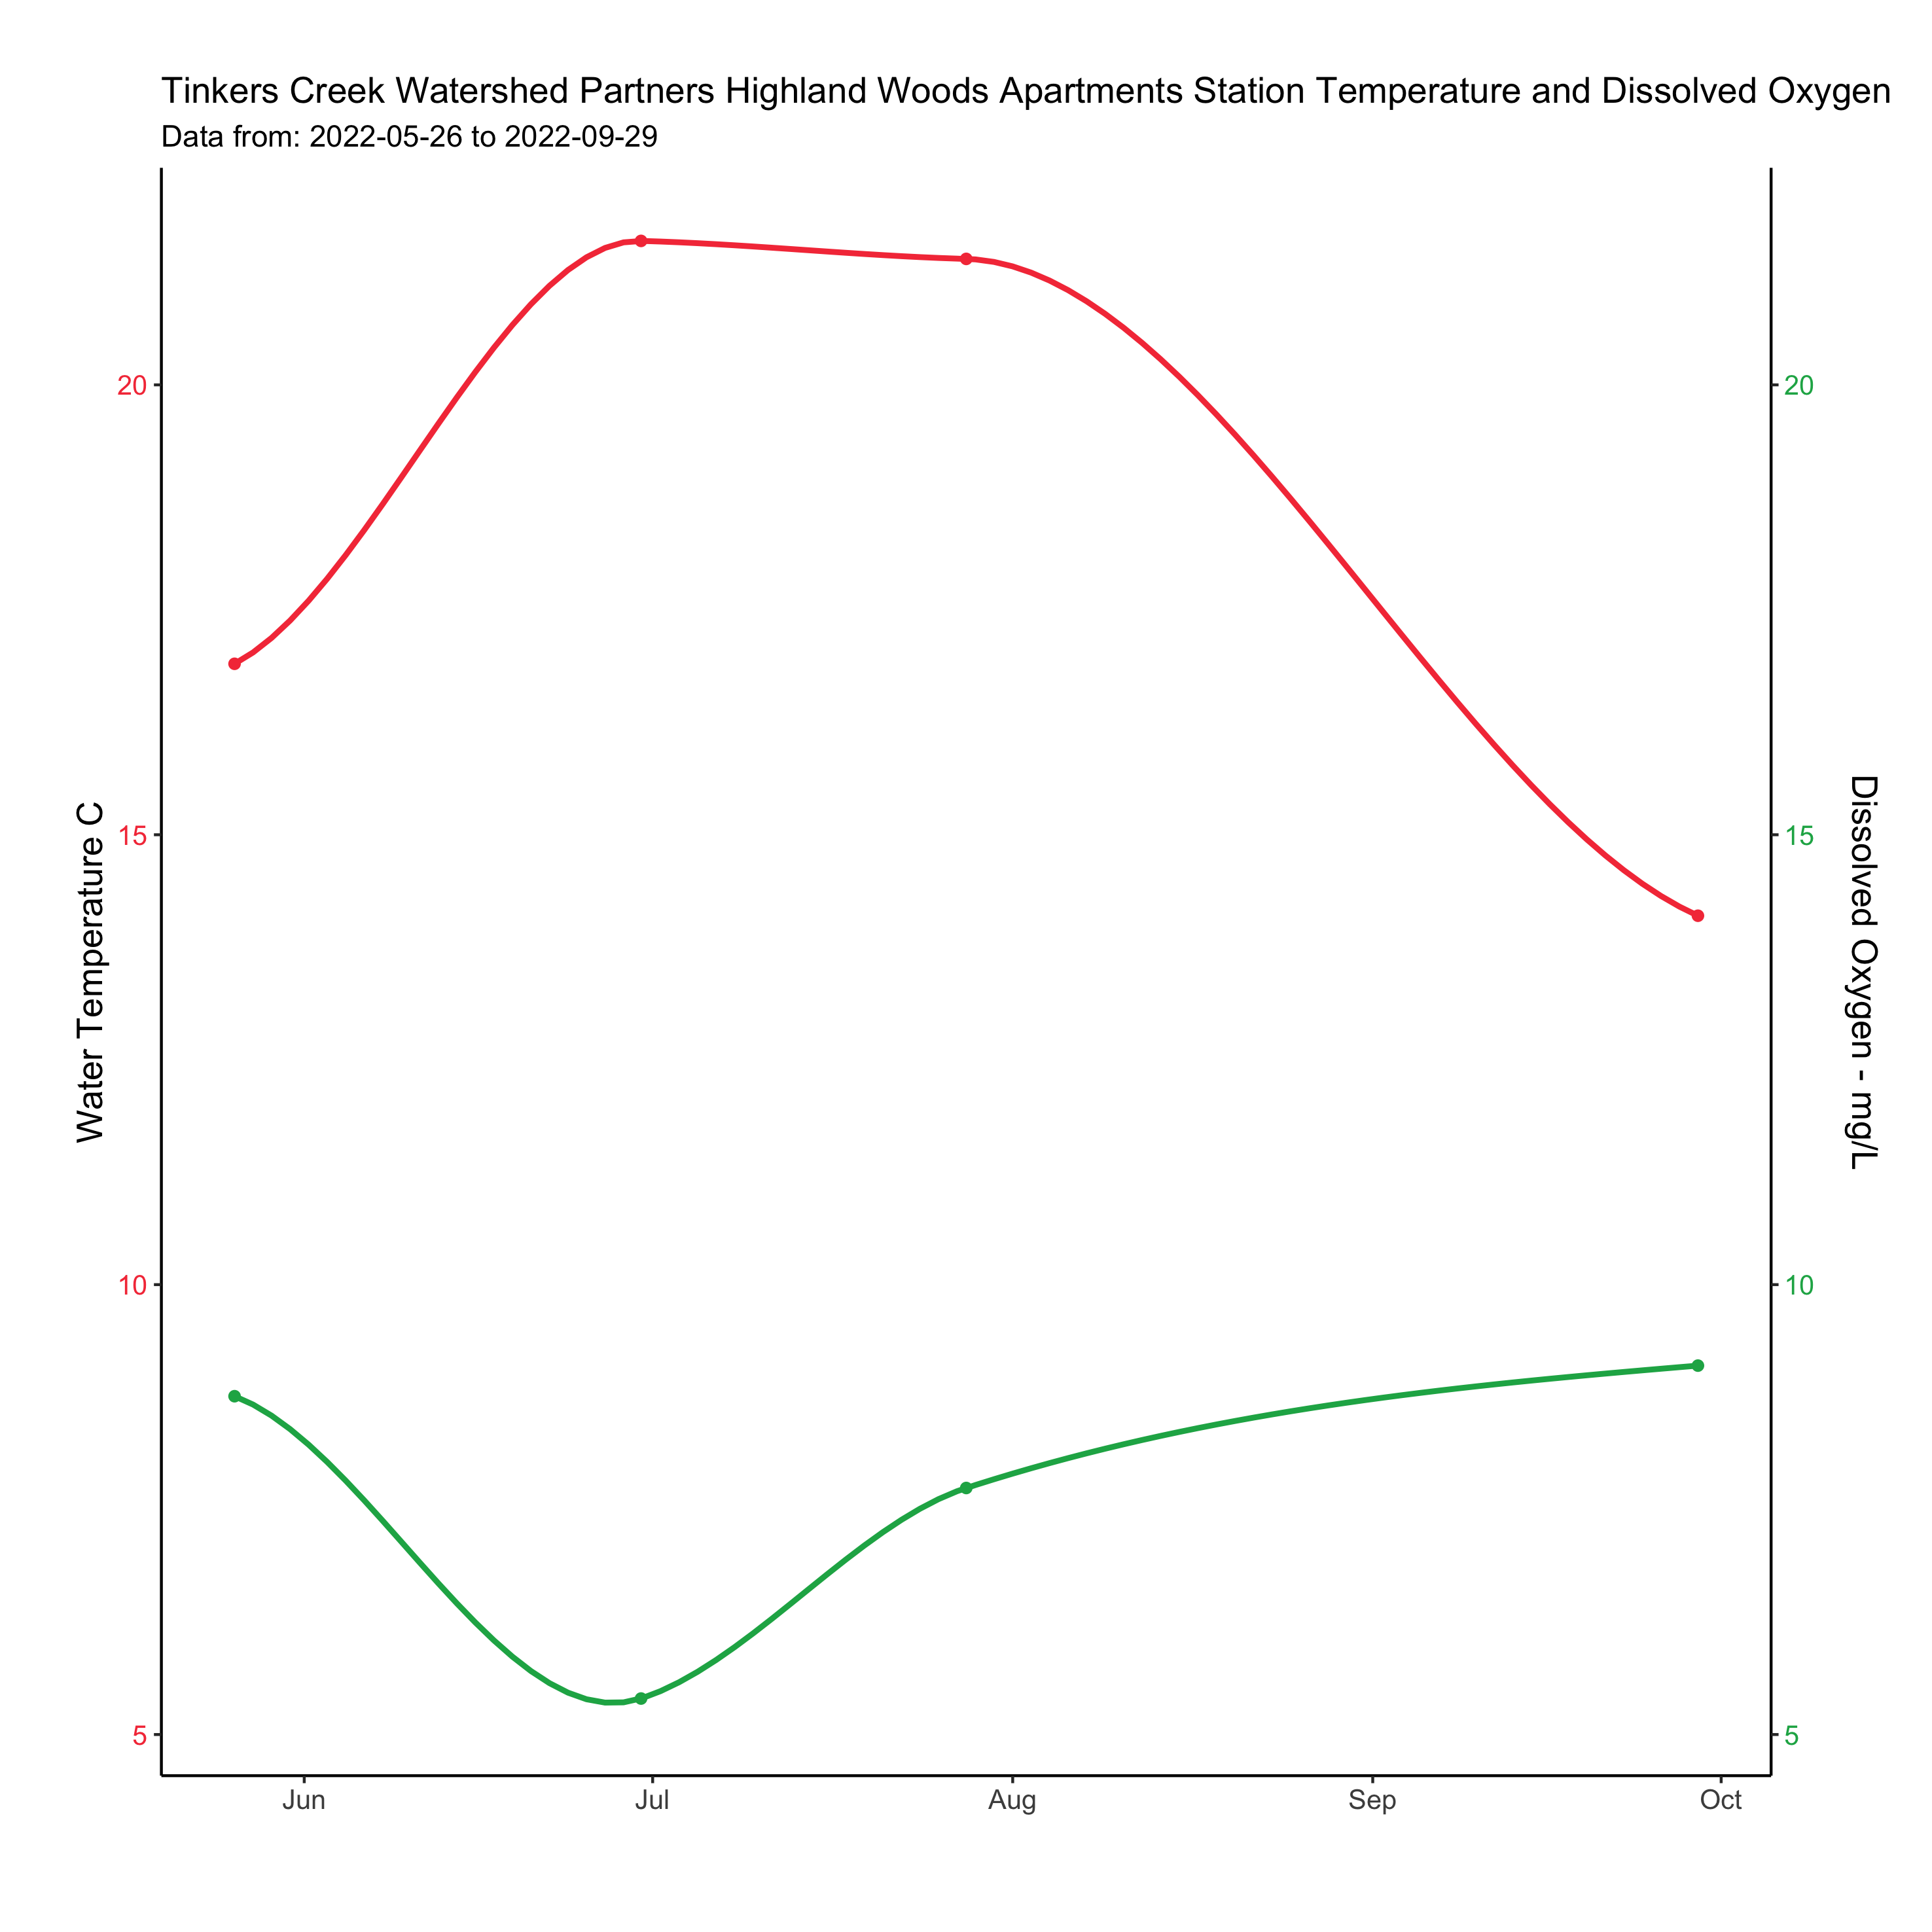 Tinkers Creek Watershed Partners Highland Woods Apartments Station Temperature and Dissolved Oxygen
Data from: 2022-05-26 to 2022-09-29
Water Temperature C
20
15
10
5
20
15
10
5
Dissolved Oxygen - mg/L
Jun Jul Aug Sep Oct